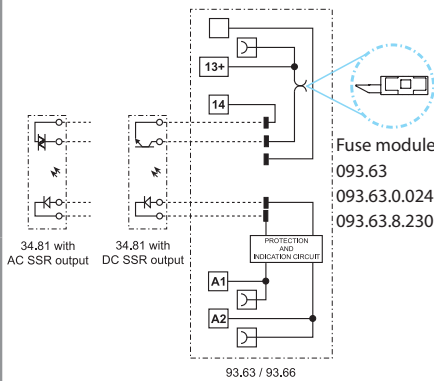 13+
14
Fuse module
093.63
093.63.0.024
093.63.8.230
34.81 with
AC SSR output
34.81 with
DC SSR output
PROTECTION
AND
INDICATION CIRCUIT
A1
A2
93.63 / 93.66